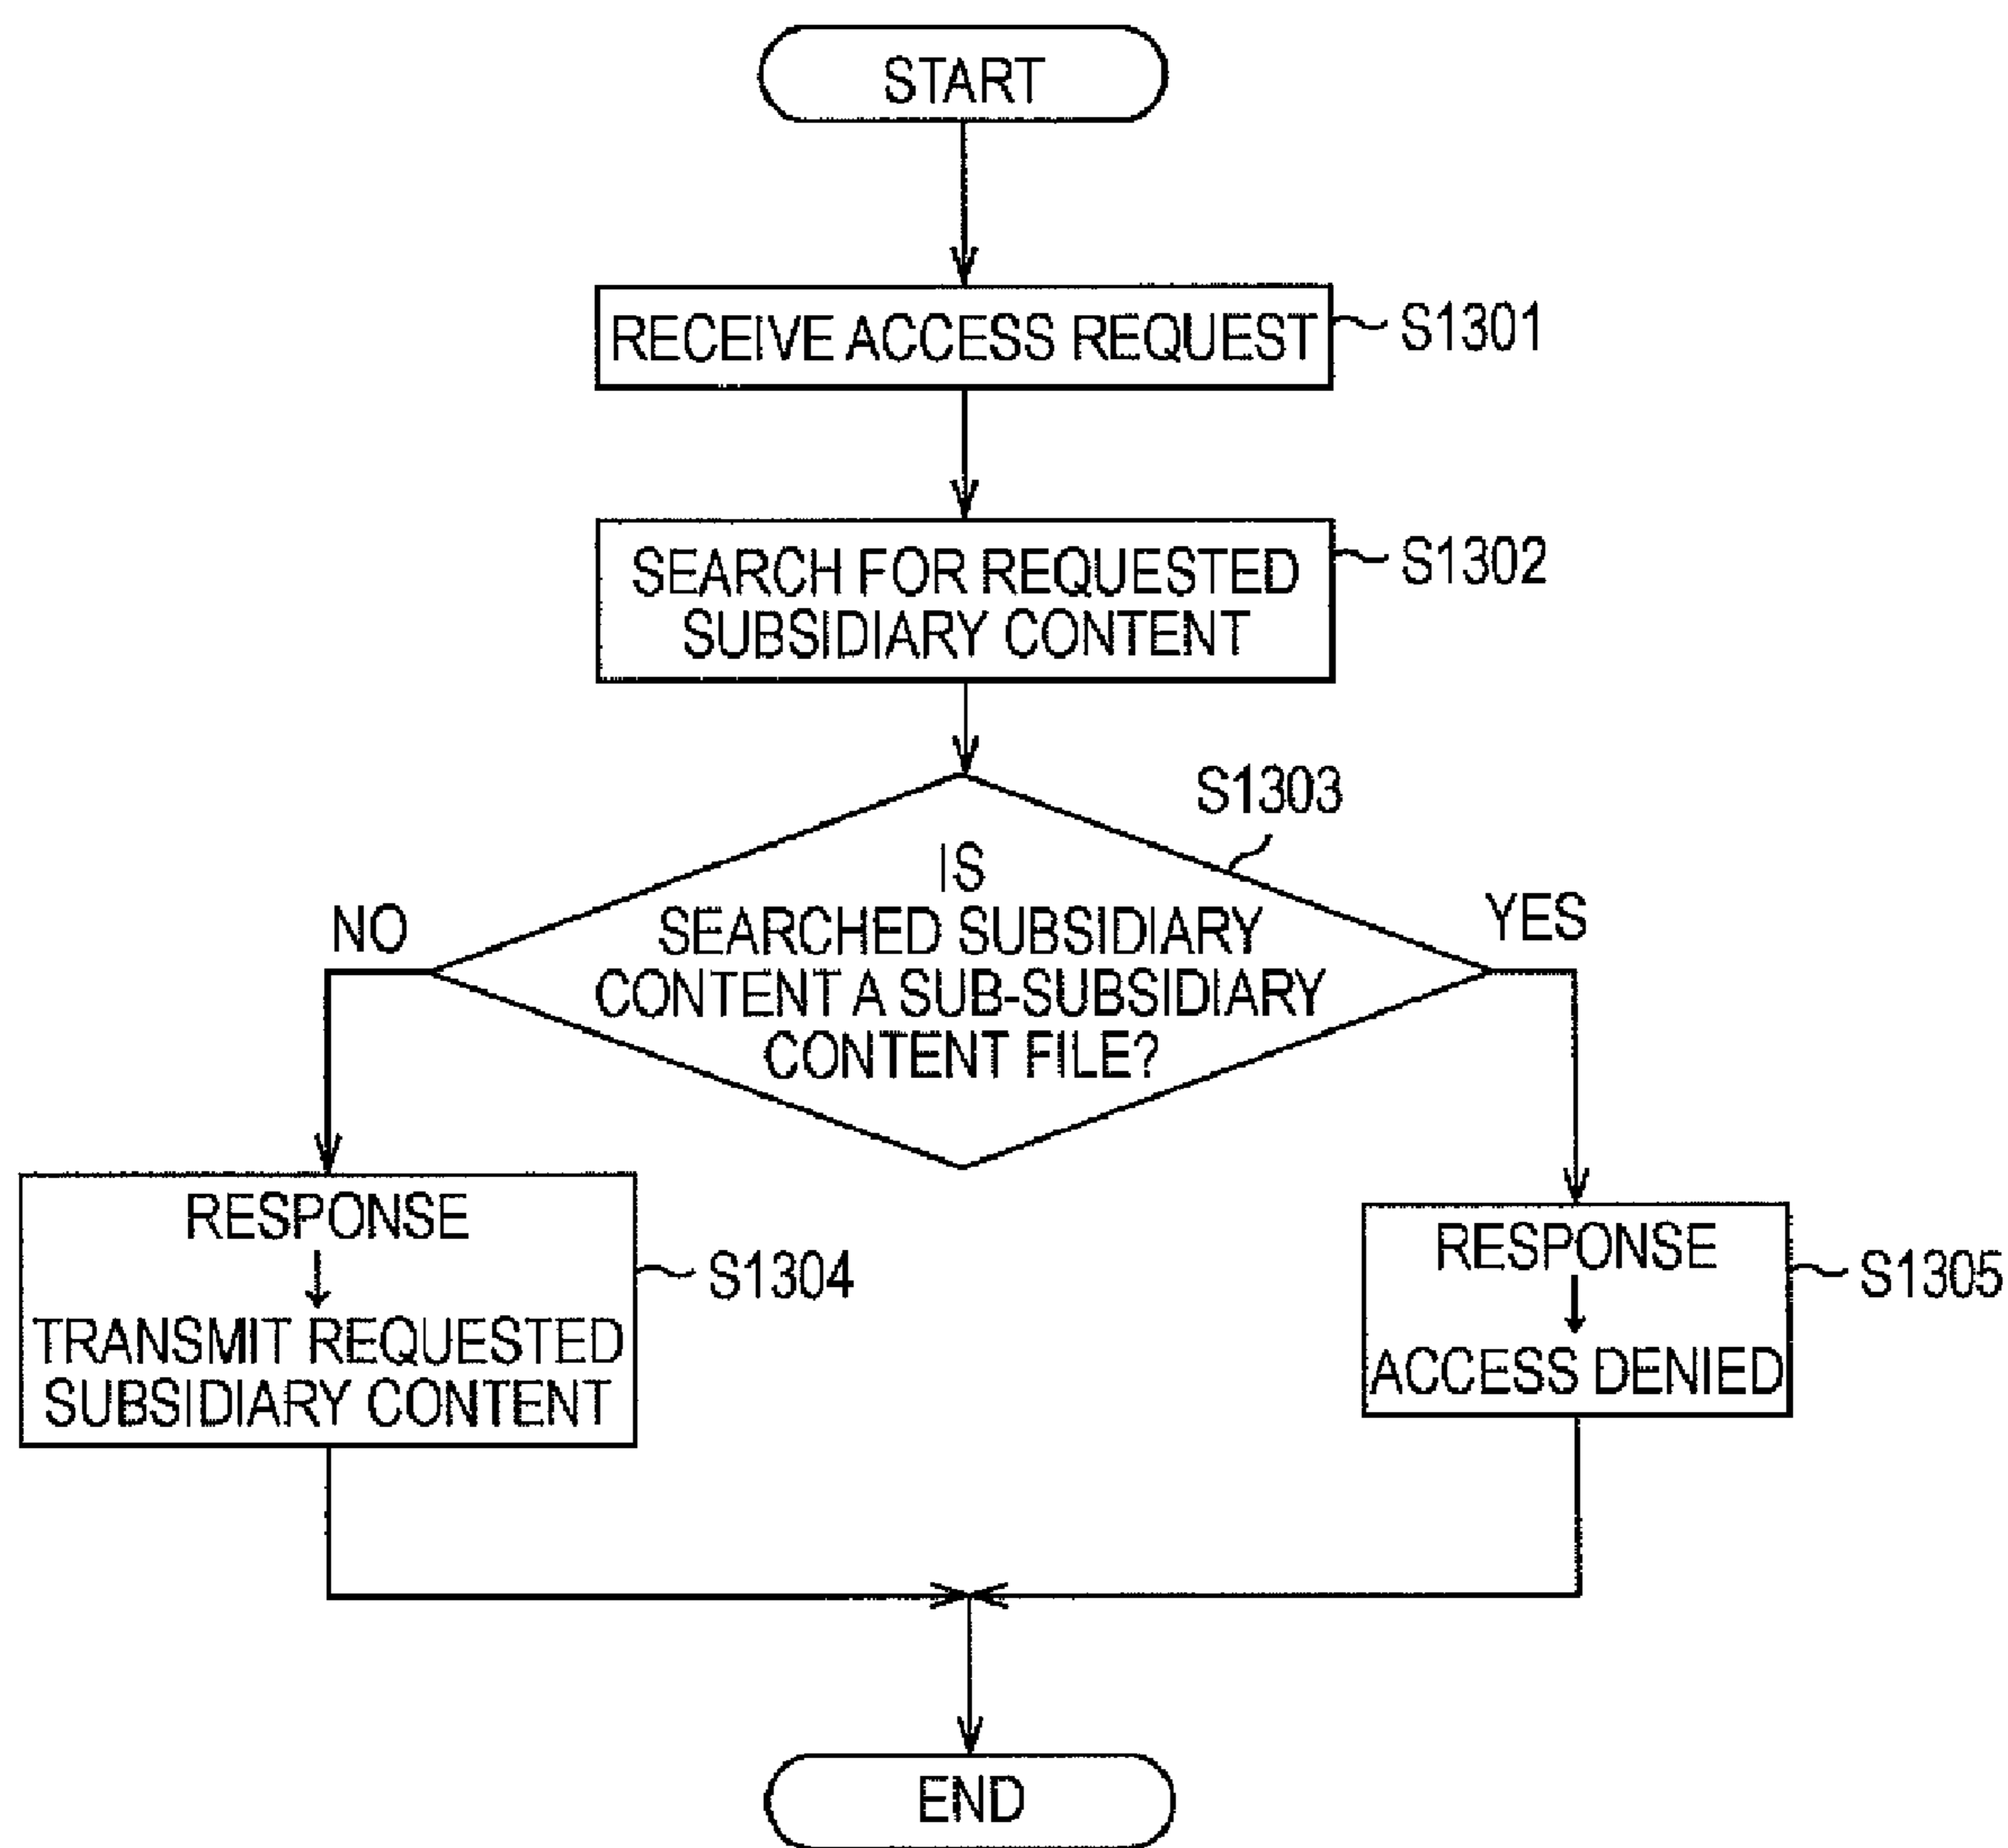 START
RECEIVE ACCESS REQUEST
S1301
SEARCH FOR REQUESTED
SUBSIDIARY CONTENT
S1302
S1303
IS
SEARCHED SUBSIDIARY
CONTENT A SUB-SUBSIDIARY
CONTENT FILE?
NO
YES
RESPONSE
TRANSMIT REQUESTED
SUBSIDIARY CONTENT
S1304
RESPONSE
ACCESS DENIED
S1305
END